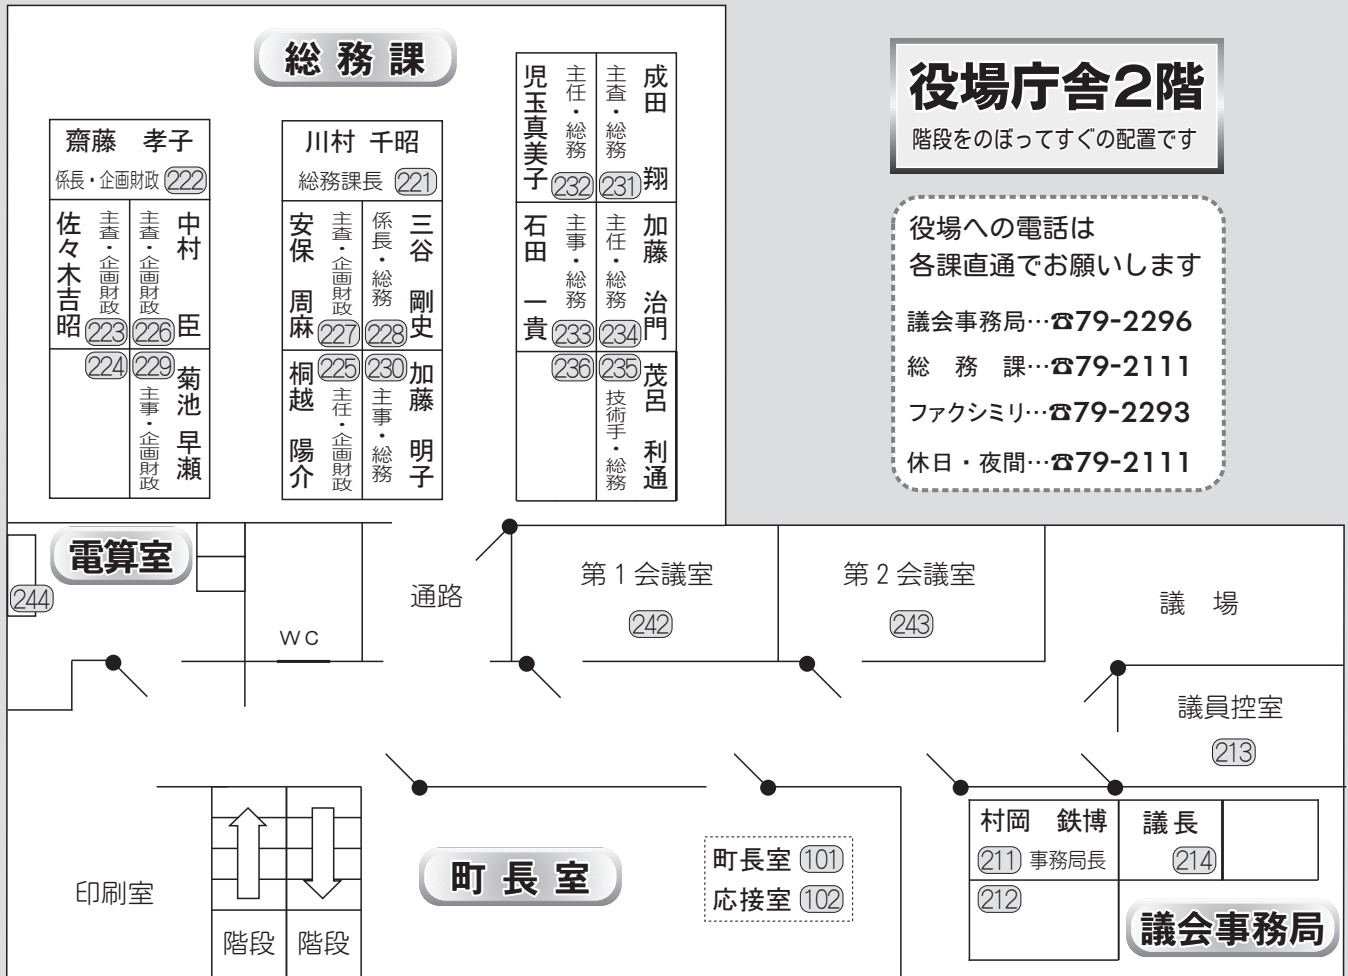 総務課
齋藤 孝子
係長・企画財政 222
佐々木吉昭
主査・企画財政
223
主査・企画財政
226
中村 臣
224
229
主事・企画財政
菊池 早瀬
川村 千昭
総務課長 221
安保 周麻
主査・企画財政
227
係長・総務
228
三谷 剛史
桐越 陽介
225
主任・企画財政
230
主事・総務
加藤 明子
児玉真美子
主任・総務
232
主査・総務
231
成田 翔
石田 一貴
主事・総務
233
主任・総務
234
加藤 治門
236
235
技術手・総務
茂呂 利通
役場庁舎2階
階段をのぼってすぐの配置です
役場への電話は
各課直通でお願いします
議会事務局…☎79-2296
総 務 課…☎79-2111
ファクシミリ…☎79-2293
休日・夜間…☎79-2111
電算室
244
WC
通路
第1会議室
242
第2会議室
243
議 場
議員控室
213
印刷室
階段
階段
町長室
町長室 101
応接室 102
村岡 鉄博
211 事務局長
議長
214
212
議会事務局